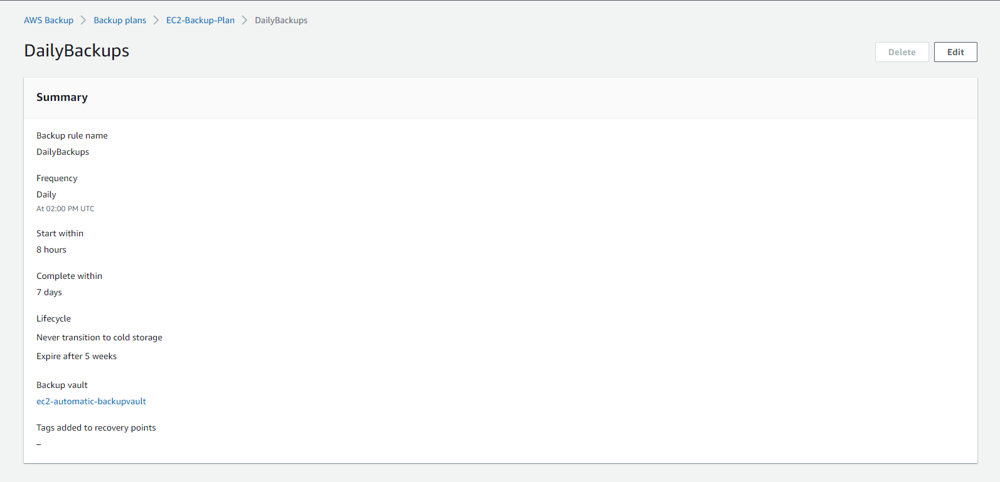 AWS Backup > Backup plans > EC2-Backup-Plan > DailyBackups
DailyBackups
Delete
Edit
Summary
Backup rule name
DailyBackups
Frequency
Daily
At 02:00 PM UTC
Start within
8 hours
Complete within
7 days
Lifecycle
Never transition to cold storage
Expire after 5 weeks
Backup vault
ec2-automatic-backupvault
Tags added to recovery points
–